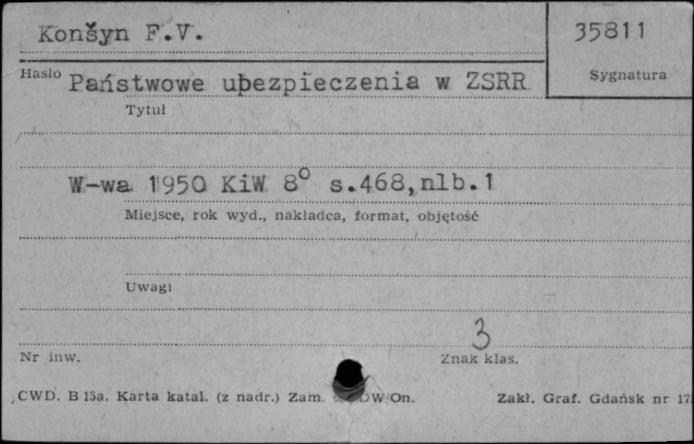 Konšyn F.V.
35811
Hasło
Sygnatura
Państwowe ubezpieczenia w ZSRR
Tytuł
W-wa 1950 KiW 8° s.468,nlb.1
Miejsce, rok wyd., nakładca, format, objętość
Uwagi
3
Nr inw.
Znak klas.
CWD. B 15a. Karta katal. (z nadr.) Zam. DW/On.
Zakł. Graf. Gdańsk nr 17